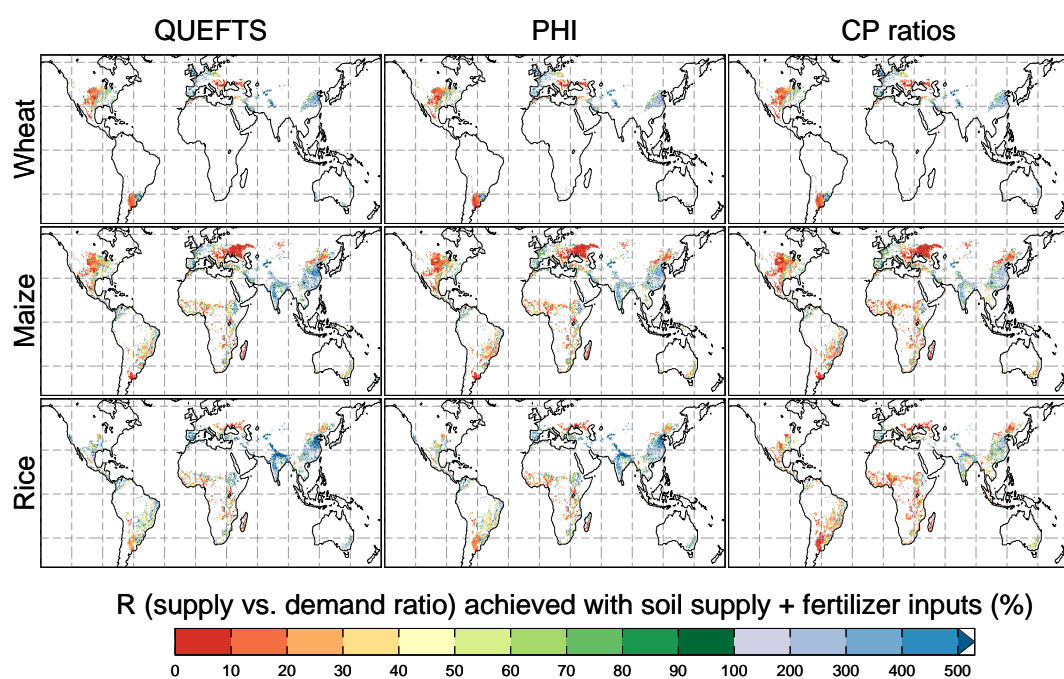 QUEFTS PHI CP ratios
Wheat
Maize
Rice
R (supply vs. demand ratio) achieved with soil supply + fertilizer inputs (%)
0 10 20 30 40 60 70 80 90 100 200 300 400 500